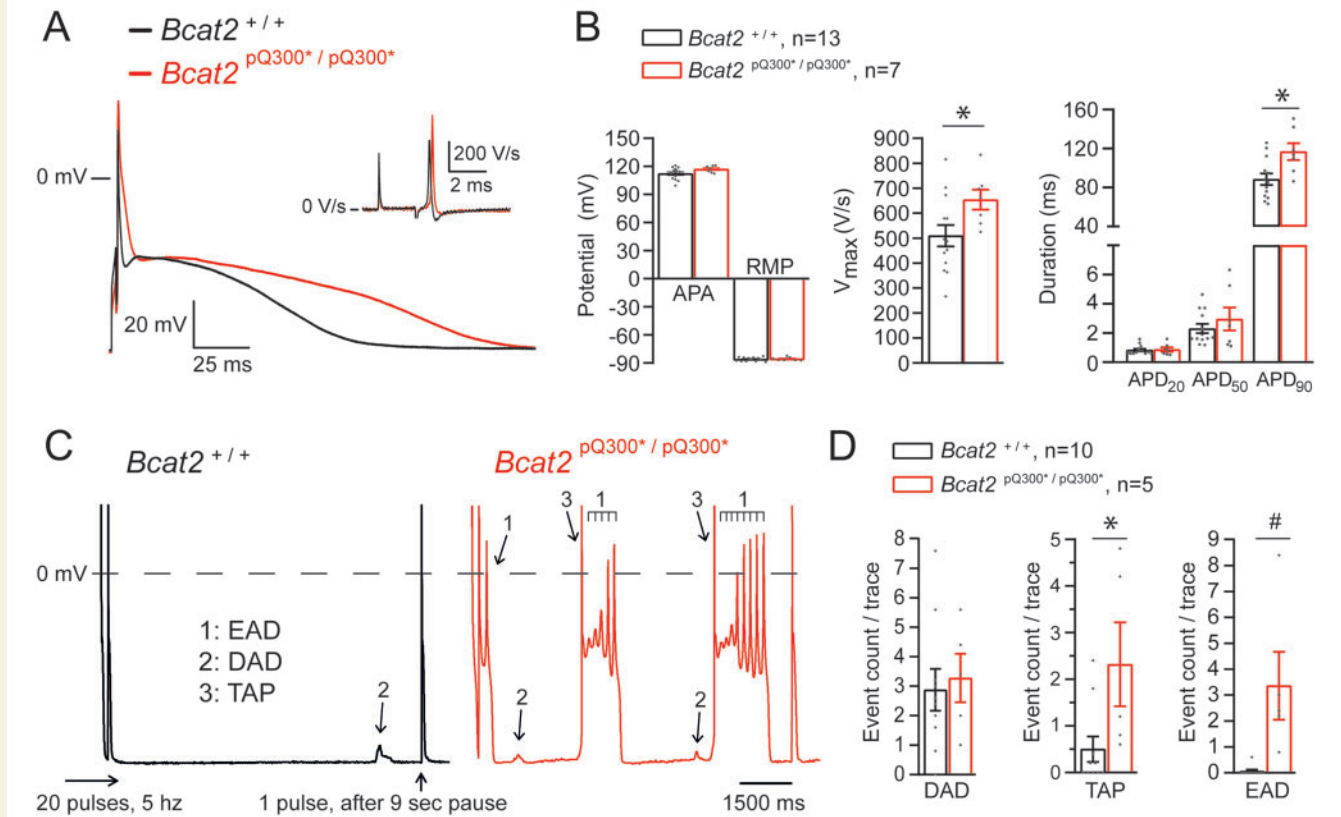 A
Bcat2 +/+
Bcat2 pQ300* / pQ300*
0 mV
200 V/s
2 ms
0 V/s
20 mV
25 ms
B
Bcat2 +/+, n=13
Bcat2 pQ300* / pQ300*, n=7
Potential (mV)
150
120
90
60
30
0
-30
-60
-90
APA
RMP
Vmax (V/s)
900
800
700
600
500
400
300
200
100
0
*
Duration (ms)
160
120
80
40
6
4
2
0
*
APD20 APD50 APD90
C
Bcat2 +/+
Bcat2 pQ300* / pQ300*
0 mV
1: EAD
2: DAD
3: TAP
2
1
2
3
1
2
3
1
20 pulses, 5 hz
1 pulse, after 9 sec pause
1500 ms
D
Bcat2 +/+, n=10
Bcat2 pQ300* / pQ300*, n=5
Event count / trace
8
7
6
5
4
3
2
1
0
DAD
Event count / trace
5
4
3
2
1
0
*
TAP
Event count / trace
9
8
7
6
5
4
3
2
1
0
#
EAD